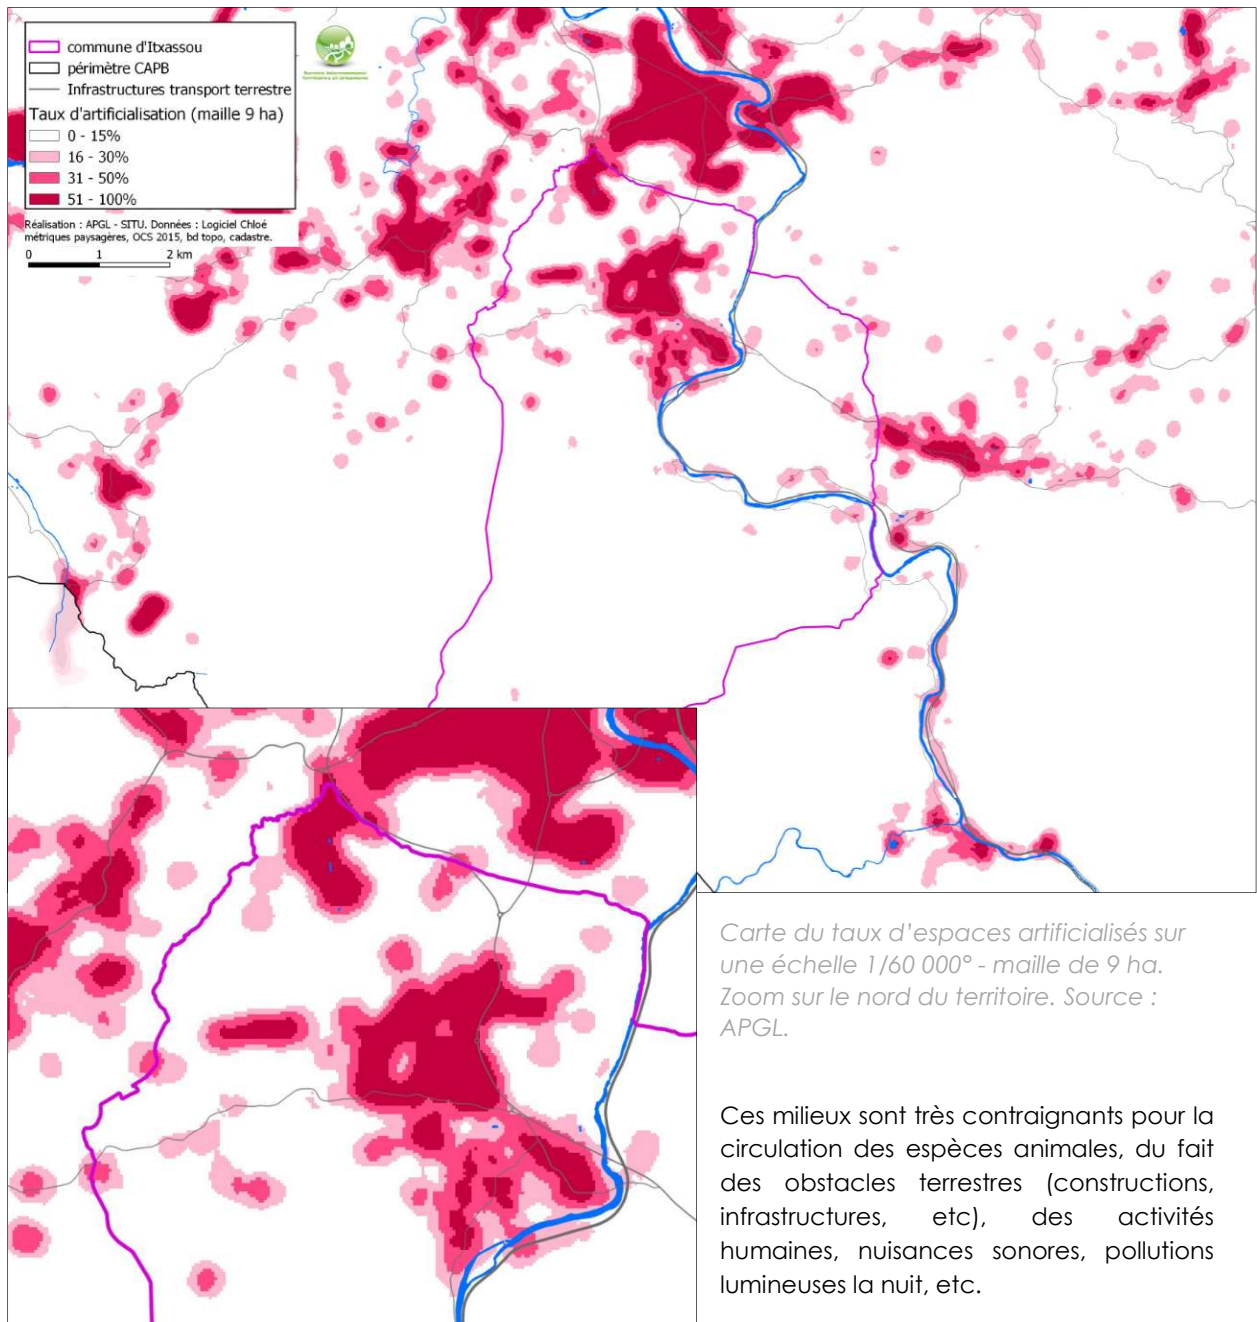 commune d'Itxassou
périmètre CAPB
Infrastructures transport terrestre
Taux d'artificialisation (maille 9 ha)
0 - 15%
16 - 30%
31 - 50%
51 - 100%
Réalisation : APGL - SITU. Données : Logiciel Chloé
métriques paysagères, OCS 2015, bd topo, cadastre.
0 1 2 km
Carte du taux d'espaces artificialisés sur
une échelle 1/60 000° - maille de 9 ha.
Zoom sur le nord du territoire. Source :
APGL.
Ces milieux sont très contraignants pour la
circulation des espèces animales, du fait
des obstacles terrestres (constructions,
infrastructures, etc), des activités
humaines, nuisances sonores, pollutions
lumineuses la nuit, etc.